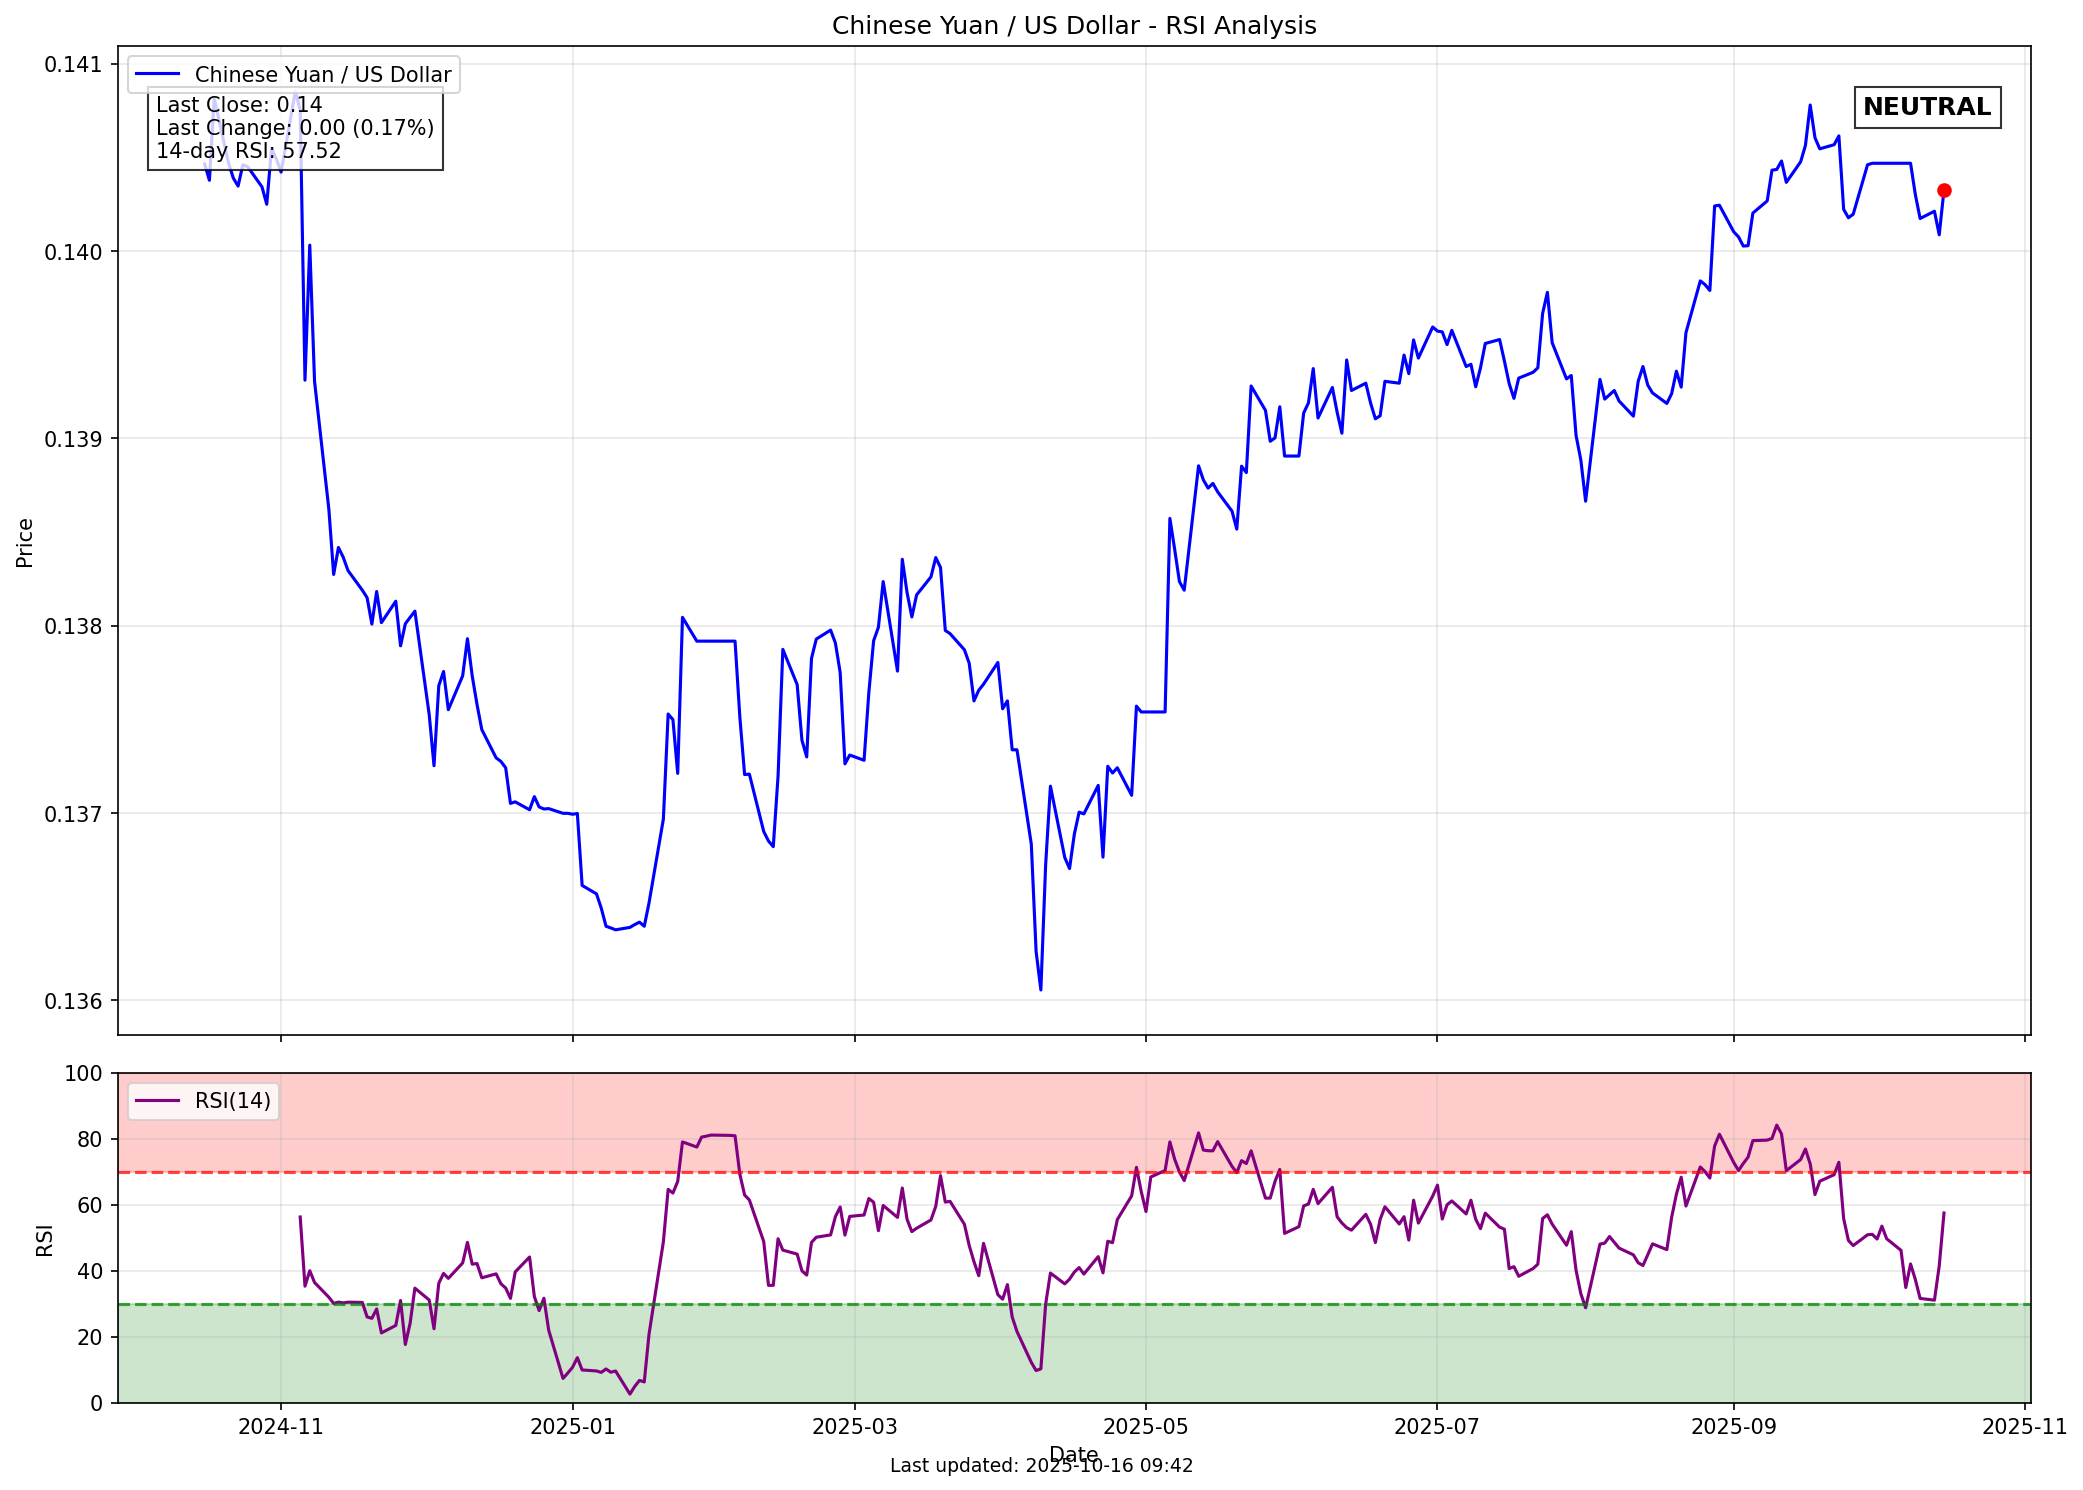 Chinese Yuan / US Dollar - RSI Analysis
Chinese Yuan / US Dollar
Last Close: 0.14
Last Change: 0.00 (0.17%)
14-day RSI: 57.52
NEUTRAL
0.141
0.140
0.139
0.138
0.137
0.136
Price
RSI(14)
100
80
60
40
20
0
RSI
2024-11
2025-01
2025-03
2025-05
2025-07
2025-09
2025-11
Date
Last updated: 2025-10-16 09:42